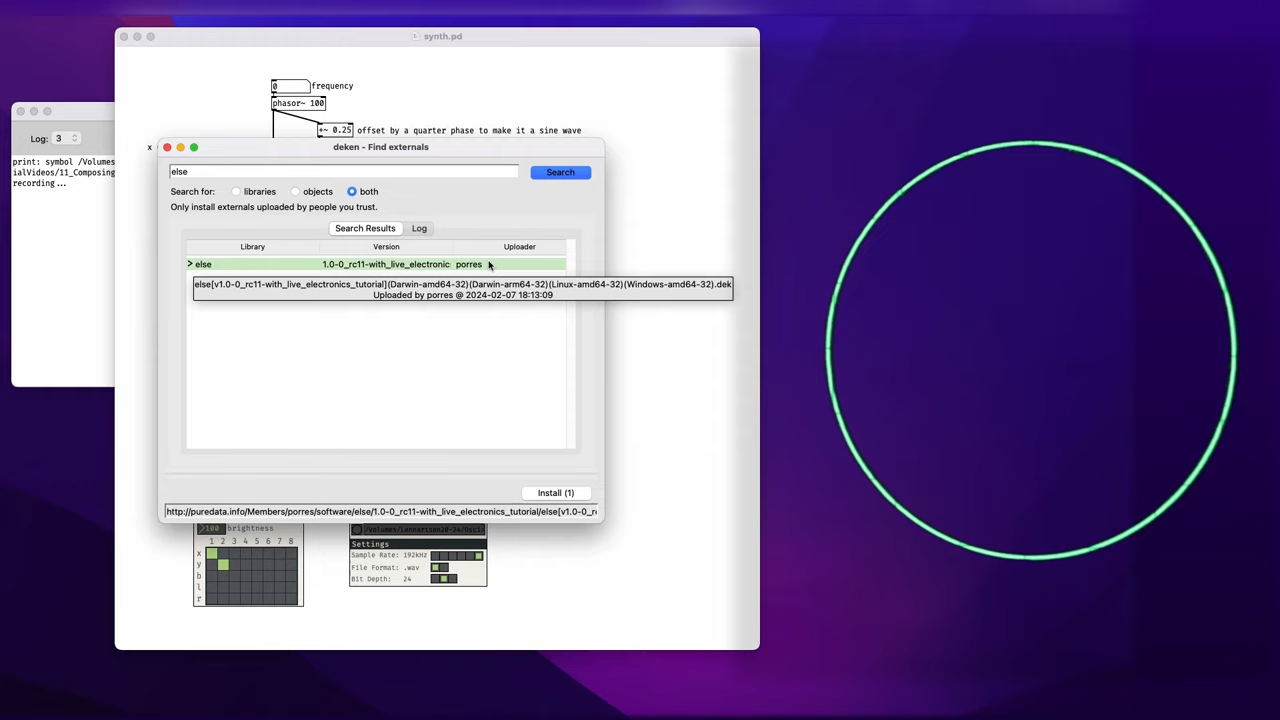 synth.pd
0 frequency
phasor~ 100
+~ 0.25 offset by a quarter phase to make it a sine wave
x
Log: 3
print: symbol /Volumes
ialVideos/11_Composing
recording...
deken - Find externals
else
Search
Search for: libraries objects both
Only install externals uploaded by people you trust.
Search Results Log
Library Version Uploader
> else 1.0-0_rc11-with_live_electronic porres
else[v1.0-0_rc11-with_live_electronics_tutorial](Darwin-amd64-32)(Darwin-arm64-32)(Linux-amd64-32)(Windows-amd64-32).dek
Uploaded by porres @ 2024-02-07 18:13:09
Install (1)
http://puredata.info/Members/porres/software/else/1.0-0_rc11-with_live_electronics_tutorial/else[v1.0-0_r
100 brightness
1 2 3 4 5 6 7 8
x
y
b
l
r
/Volumes/Lennartsen20-24/Osci
Settings
Sample Rate: 192kHz
File Format: .wav
Bit Depth: 24